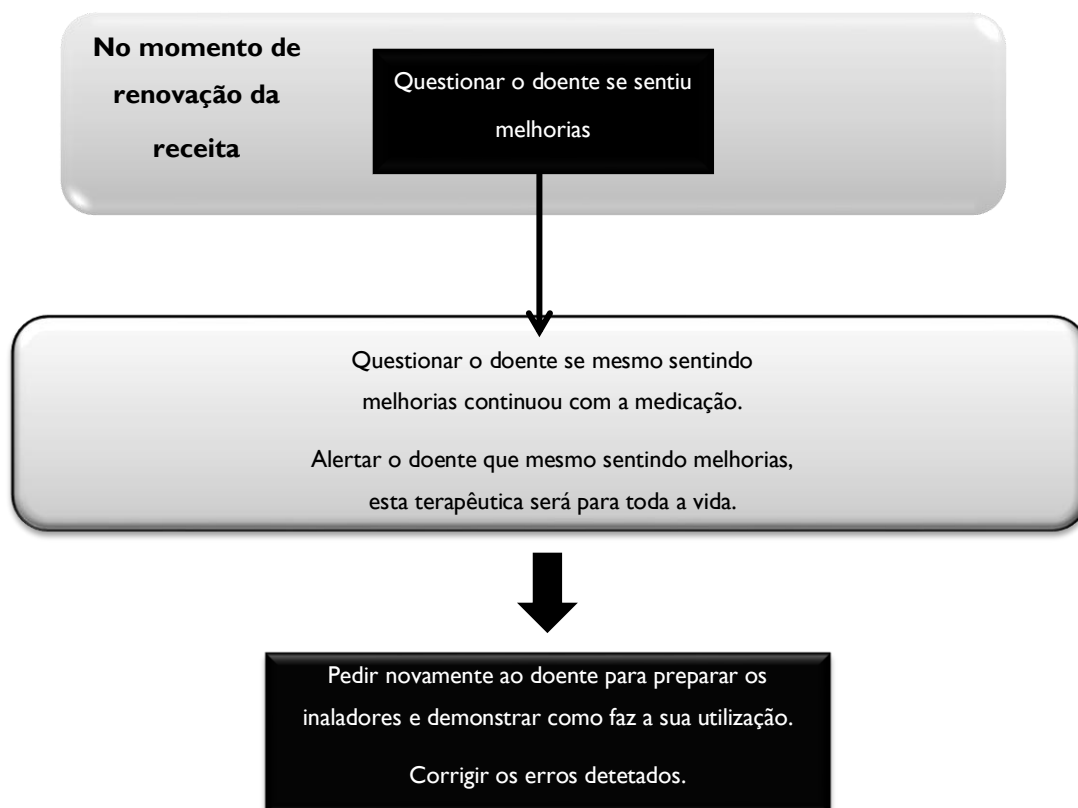 No momento de
renovação da
receita
Questionar o doente se sentiu
melhorias
Questionar o doente se mesmo sentindo
melhorias continuou com a medicação.
Alertar o doente que mesmo sentindo melhorias,
esta terapêutica será para toda a vida.
Pedir novamente ao doente para preparar os
inaladores e demonstrar como faz a sua utilização.
Corrigir os erros detetados.